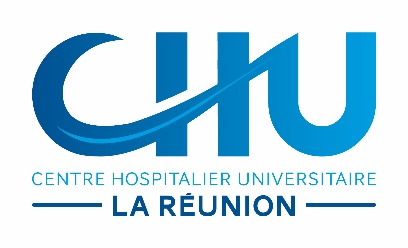 CHU
CENTRE HOSPITALIER UNIVERSITAIRE
LA RÉUNION